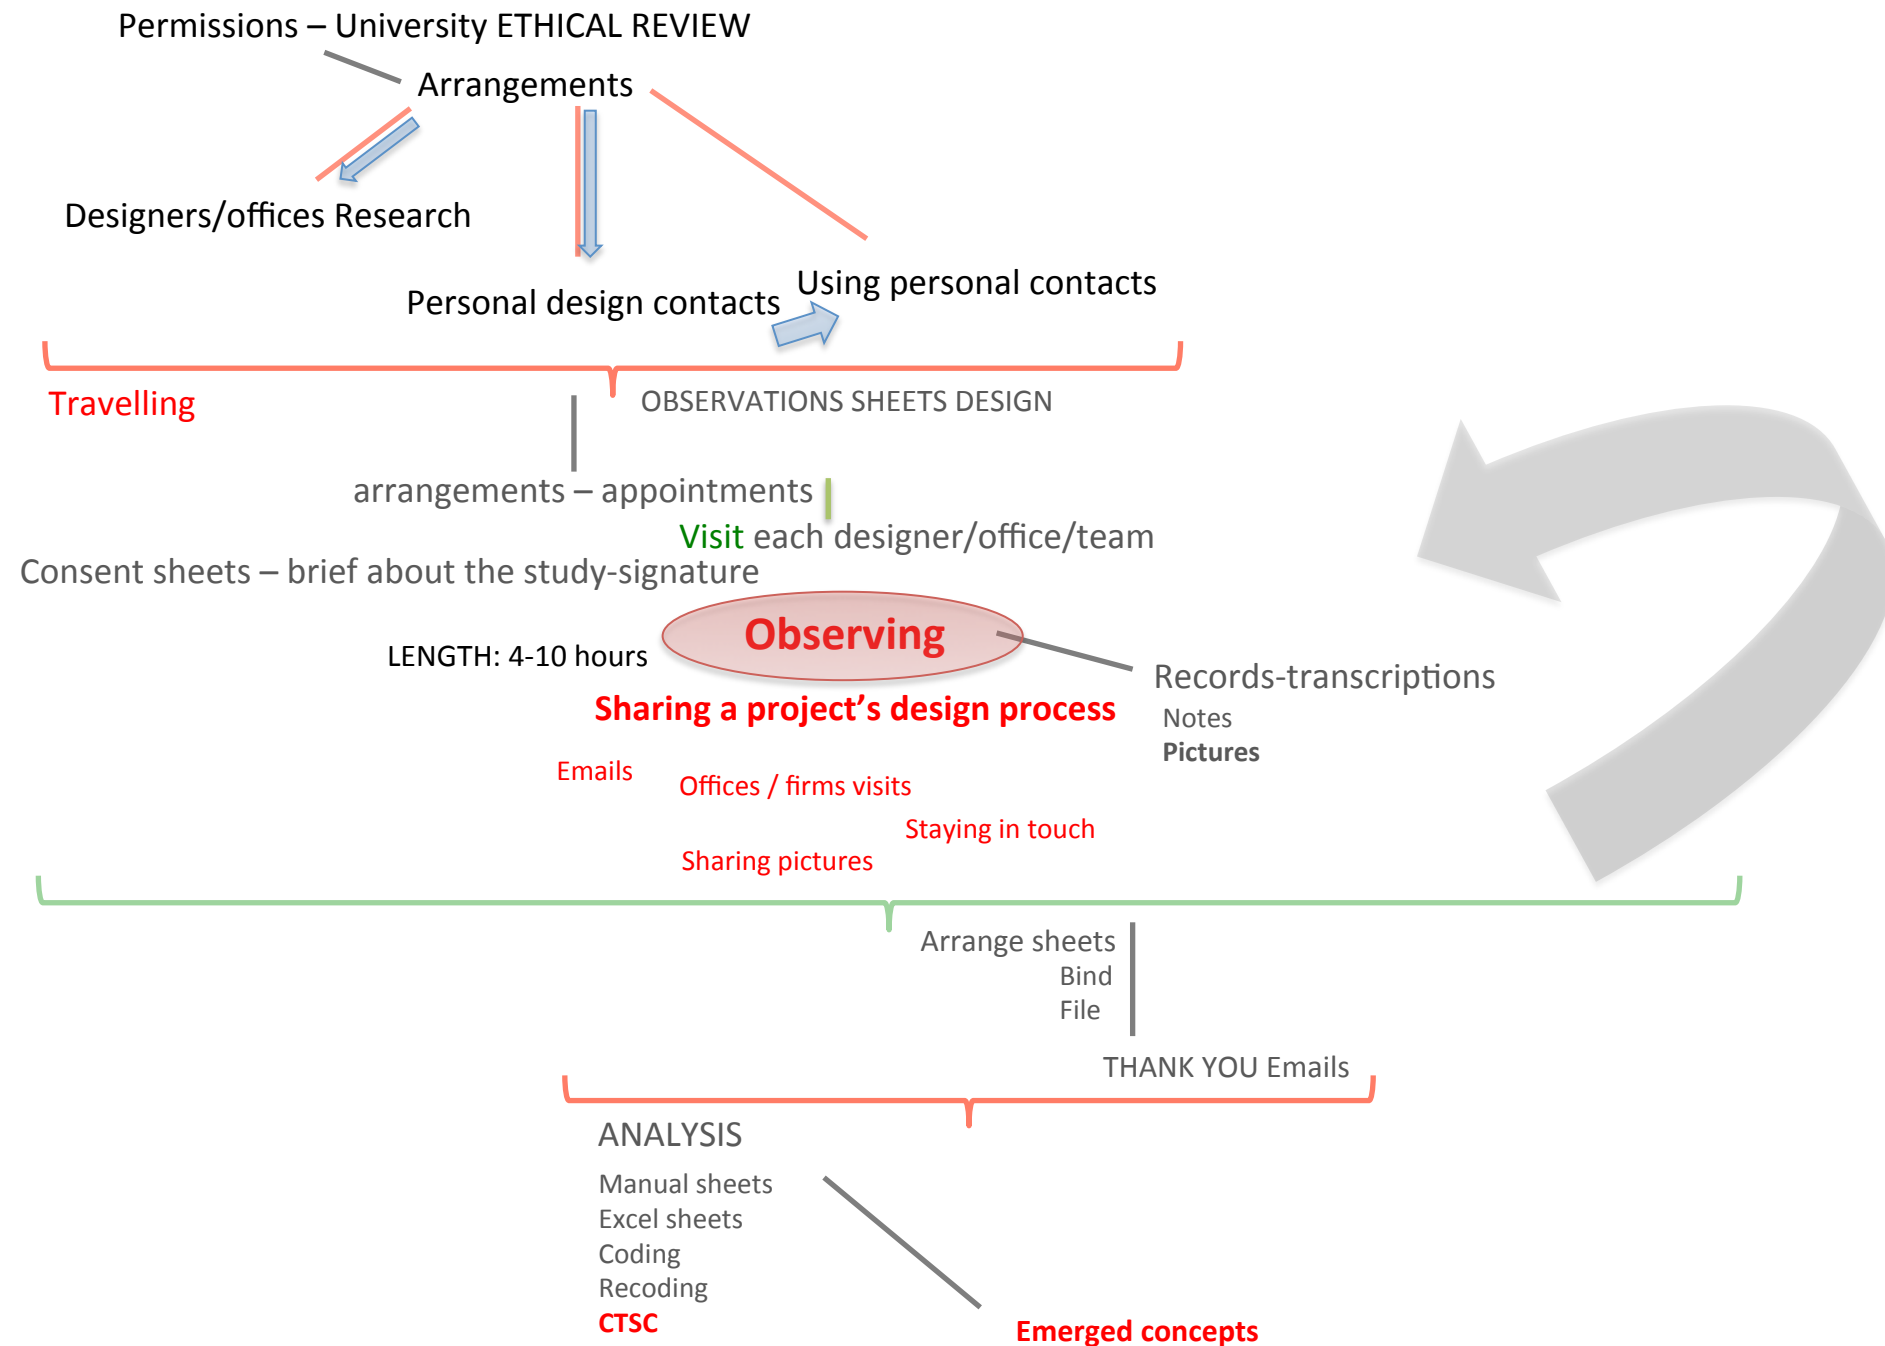 Permissions – University ETHICAL REVIEW
Arrangements
Designers/offices Research
Using personal contacts
Personal design contacts
Travelling
OBSERVATIONS SHEETS DESIGN
arrangements – appointments
Visit each designer/office/team
Consent sheets – brief about the study-signature
Observing
LENGTH: 4-10 hours
Records-transcriptions
Sharing a project’s design process
Notes
Pictures
Emails
Offices / firms visits
Staying in touch
Sharing pictures
Arrange sheets
Bind
File
THANK YOU Emails
ANALYSIS
Manual sheets
Excel sheets
Coding
Recoding
CTSC
Emerged concepts